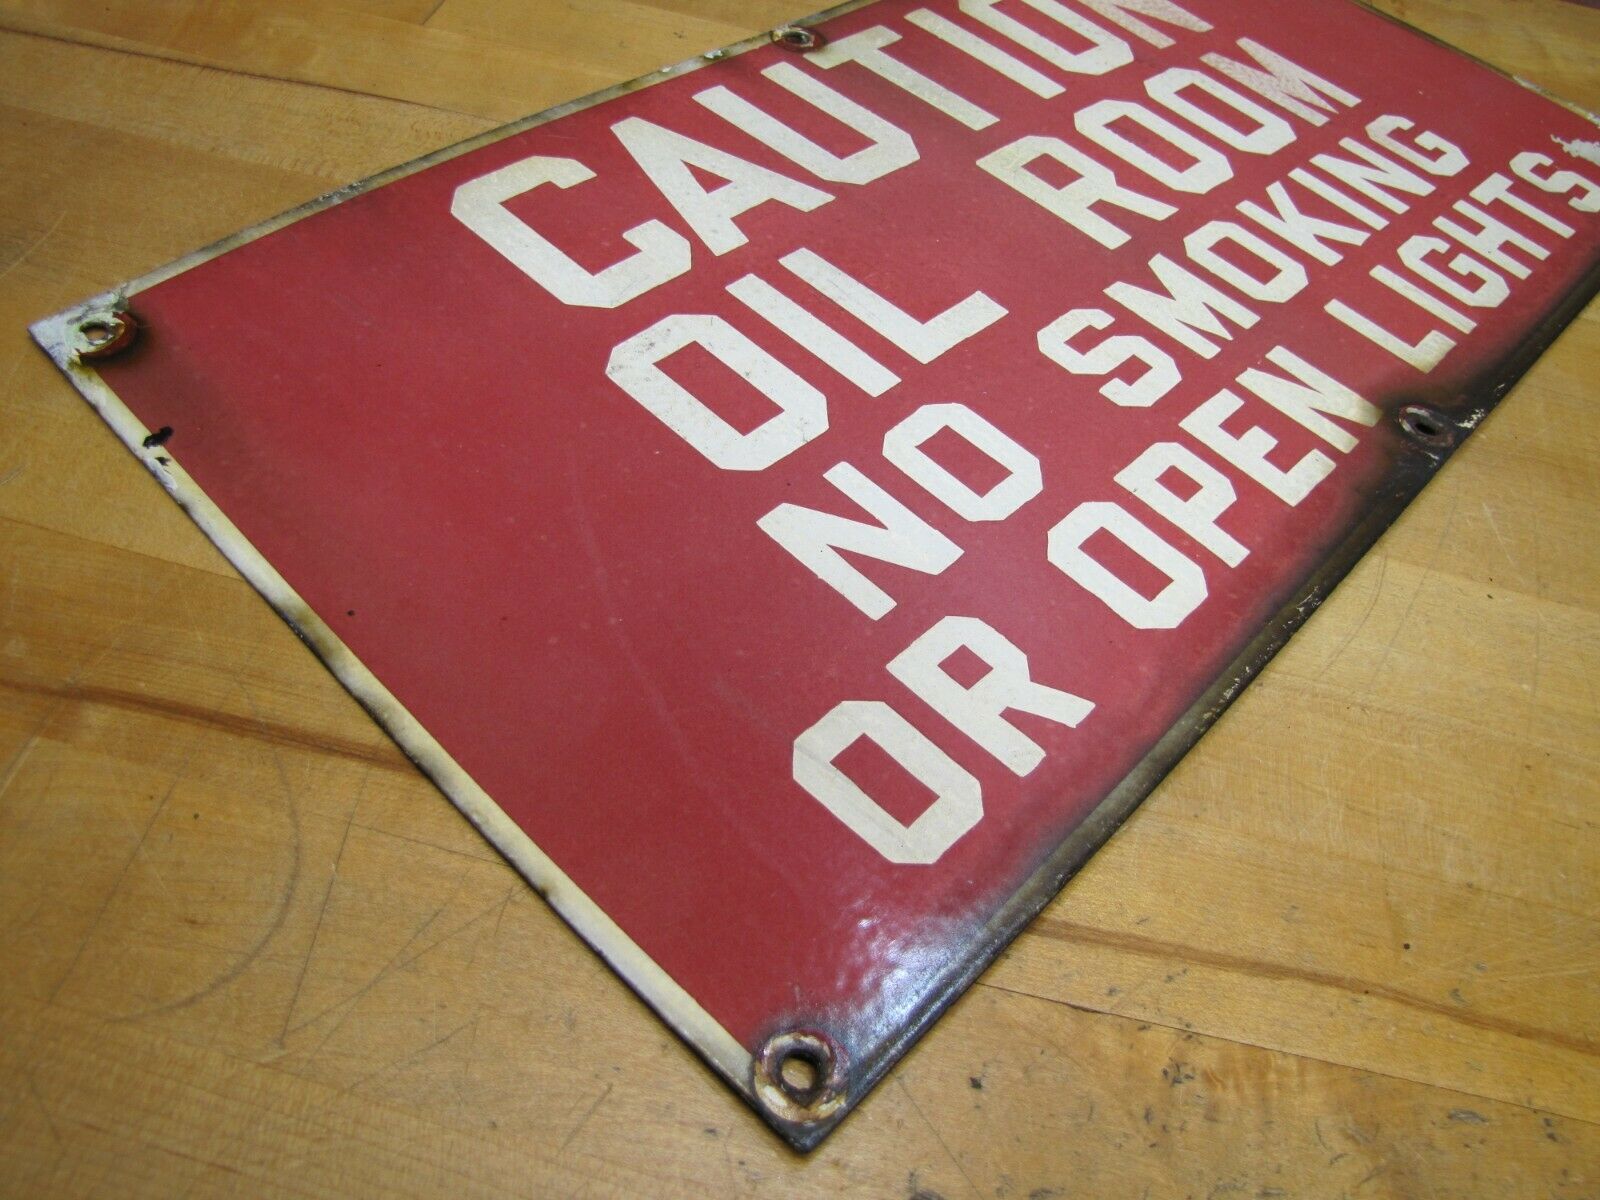 CAUTION
OIL ROOM
NO SMOKING
OR OPEN LIGHTS